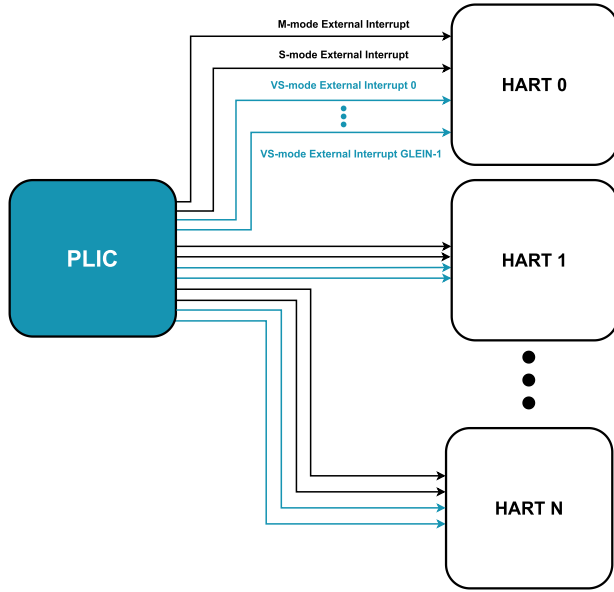 M-mode External Interrupt
S-mode External Interrupt
VS-mode External Interrupt 0
VS-mode External Interrupt GLEIN-1
HART 0
PLIC
HART 1
HART N